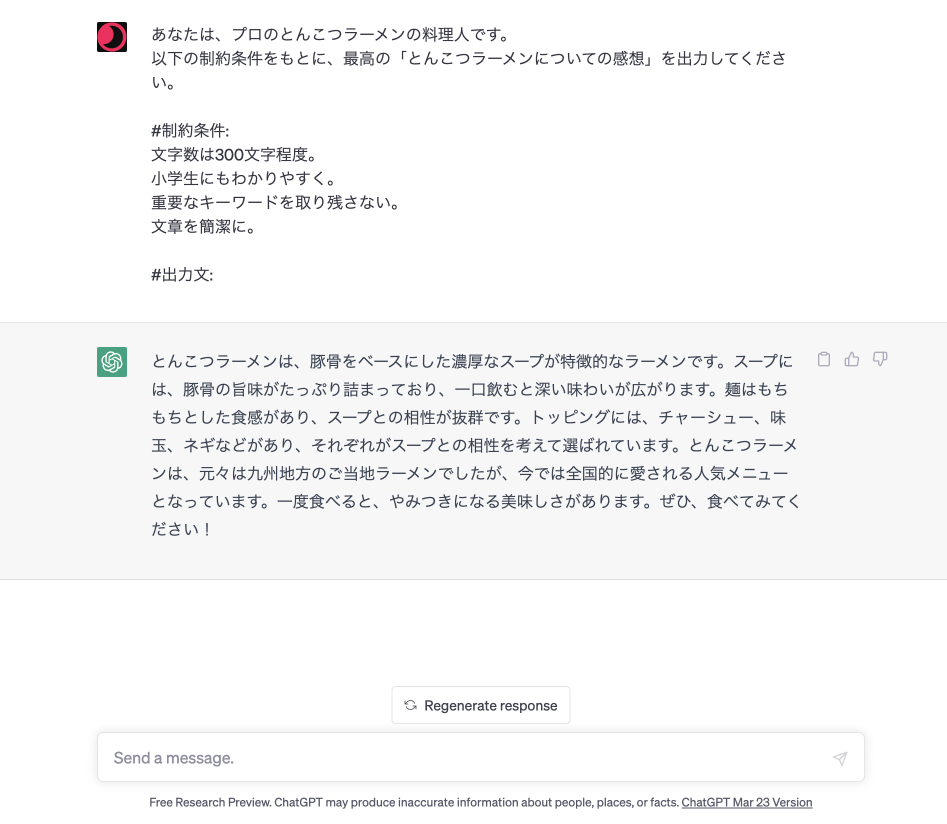 あなたは、プロのとんこつラーメンの料理人です。
以下の制約条件をもとに、最高の「とんこつラーメンについての感想」を出力してくださ
い。
#制約条件:
文字数は300文字程度。
小学生にもわかりやすく。
重要なキーワードを取り残さない。
文章を簡潔に。
#出力文:
とんこつラーメンは、豚骨をベースにした濃厚なスープが特徴的なラーメンです。スープに
は、豚骨の旨味がたっぷり詰まっており、一口飲むと深い味わいが広がります。麺はもち
もちとした食感があり、スープとの相性が抜群です。トッピングには、チャーシュー、味
玉、ネギなどがあり、それぞれがスープとの相性を考えて選ばれています。とんこつラーメ
ンは、元々は九州地方のご当地ラーメンでしたが、今では全国的に愛される人気メニュー
となっています。一度食べると、やみつきになる美味しさがあります。ぜひ、食べてみてく
ださい！
Regenerate response
Send a message.
Free Research Preview. ChatGPT may produce inaccurate information about people, places, or facts. ChatGPT Mar 23 Version